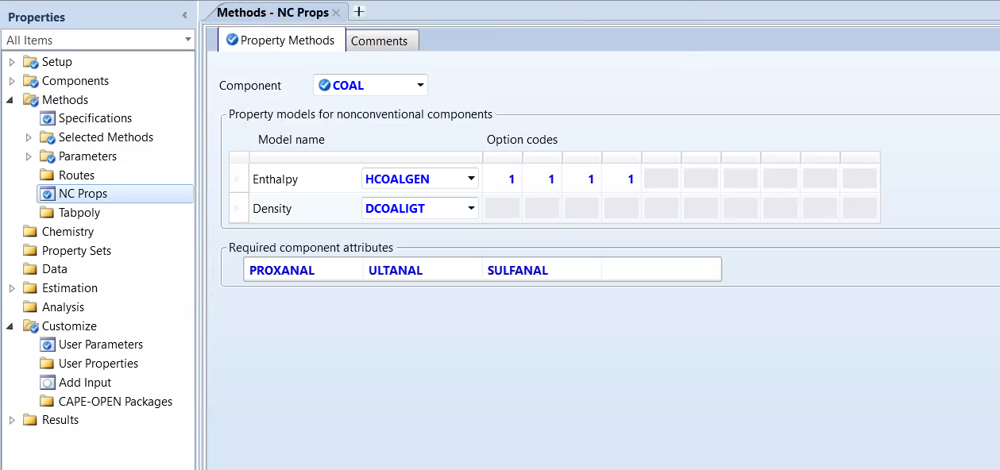 Properties
All Items
Setup
Components
Methods
Specifications
Selected Methods
Parameters
Routes
NC Props
Tabpoly
Chemistry
Property Sets
Data
Estimation
Analysis
Customize
User Parameters
User Properties
Add Input
CAPE-OPEN Packages
Results
Methods - NC Props
Property Methods Comments
Component COAL
Property models for nonconventional components
Model name Option codes
Enthalpy HCOALGEN 1 1 1 1
Density DCOALIGT
Required component attributes
PROXANAL ULTANAL SULFANAL